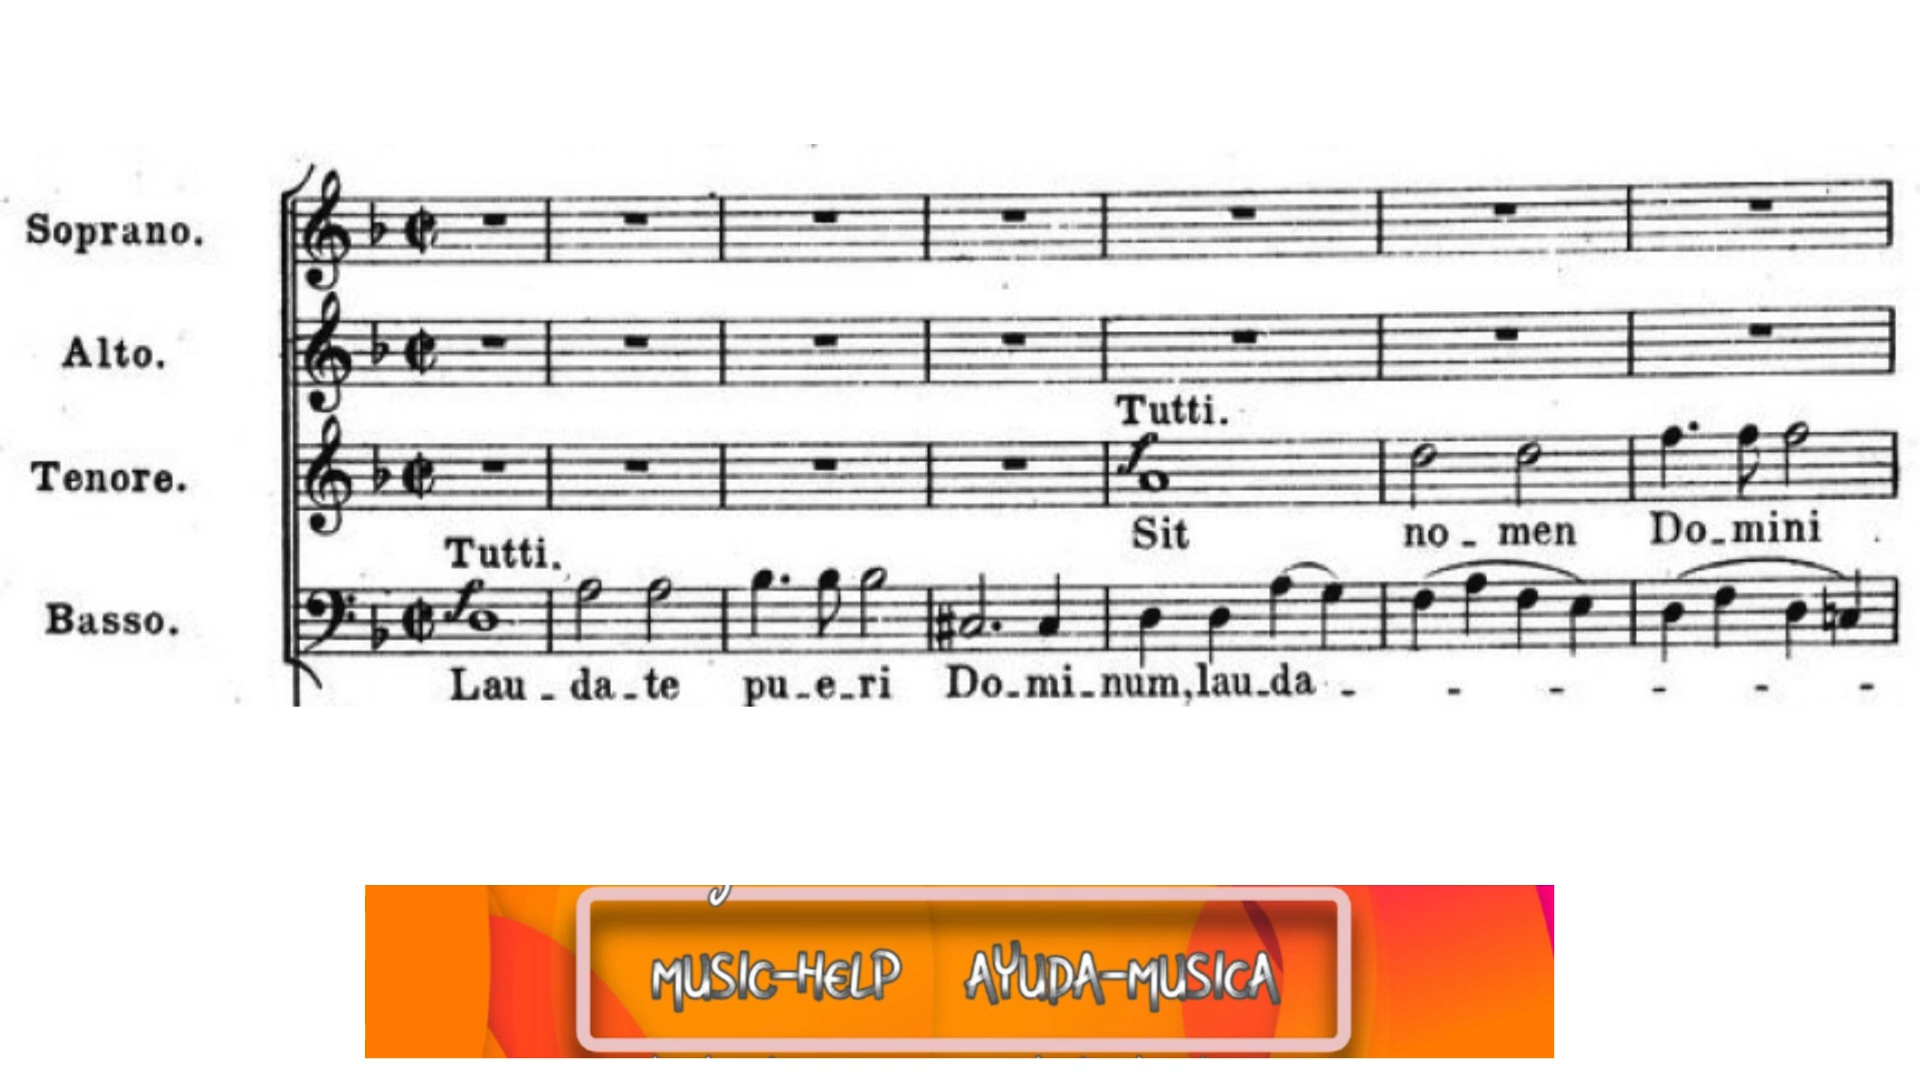 Soprano.
Alto.
Tutti.
Tenore.
Sit no - men Do-mini
Tutti.
Basso.
Lau - da-te pu-e-ri Do-mi-num, lau-da - - - - - -
MUSIC-HELP AYUDA-MUSICA